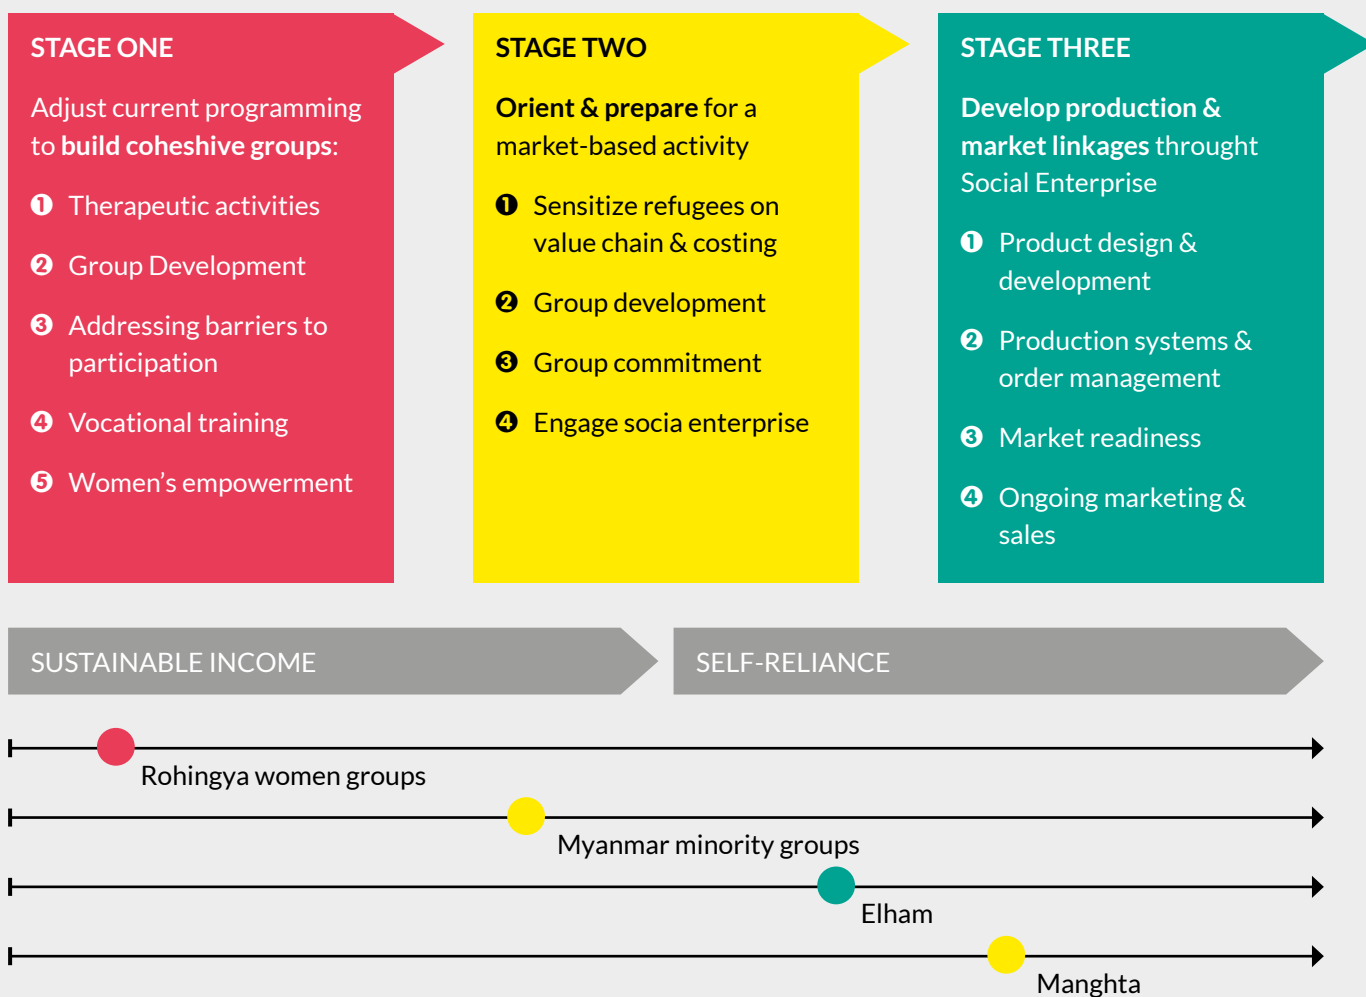 STAGE ONE
Adjust current programming
to build coheshive groups:
❶ Therapeutic activities
❷ Group Development
❸ Addressing barriers to
participation
❹ Vocational training
❺ Women’s empowerment
STAGE TWO
Orient & prepare for a
market-based activity
❶ Sensitize refugees on
value chain & costing
❷ Group development
❸ Group commitment
❹ Engage socia enterprise
STAGE THREE
Develop production &
market linkages throught
Social Enterprise
❶ Product design &
development
❷ Production systems &
order management
❸ Market readiness
❹ Ongoing marketing &
sales
SUSTAINABLE INCOME
SELF-RELIANCE
Rohingya women groups
Myanmar minority groups
Elham
Manghta